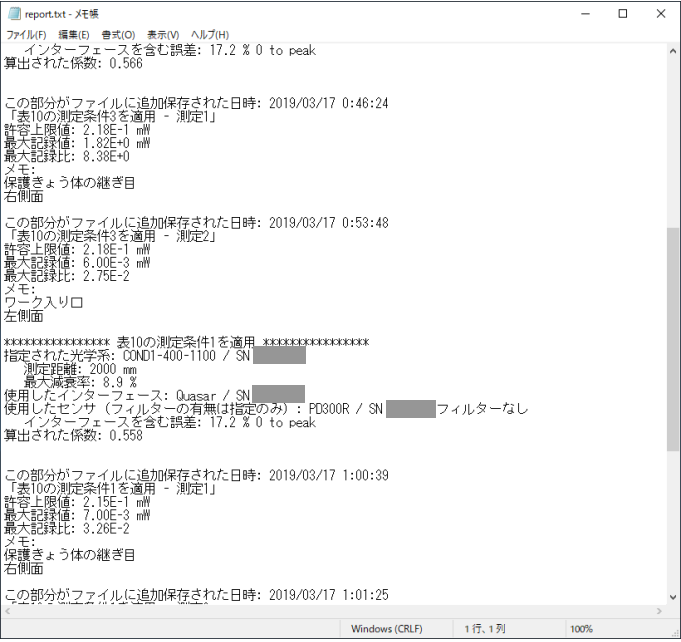 report.txt - メモ帳
ファイル(F) 編集(E) 書式(O) 表示(V) ヘルプ(H)
インターフェースを含む誤差: 17.2 % 0 to peak
算出された係数: 0.566
この部分がファイルに追加保存された日時: 2019/03/17 0:46:24
「表10の測定条件3を適用 - 測定1」
許容上限値: 2.18E-1 mW
最大記録値: 1.82E+0 mW
最大記録比: 8.38E+0
メモ:
保護きょう体の継ぎ目
右側面
この部分がファイルに追加保存された日時: 2019/03/17 0:53:48
「表10の測定条件3を適用 - 測定2」
許容上限値: 2.18E-1 mW
最大記録値: 6.00E-3 mW
最大記録比: 2.75E-2
メモ:
ワーク入り口
左側面
**************** 表10の測定条件1を適用 ****************
指定された光学系: COND1-400-1100 / SN
測定距離: 2000 mm
最大減衰率: 8.9 %
使用したインターフェース: Quasar / SN
使用したセンサ (フィルターの有無は指定のみ) : PD300R / SN フィルターなし
インターフェースを含む誤差: 17.2 % 0 to peak
算出された係数: 0.558
この部分がファイルに追加保存された日時: 2019/03/17 1:00:39
「表10の測定条件1を適用 - 測定1」
許容上限値: 2.15E-1 mW
最大記録値: 7.00E-3 mW
最大記録比: 3.26E-2
メモ:
保護きょう体の継ぎ目
右側面
この部分がファイルに追加保存された日時: 2019/03/17 1:01:25
Windows (CRLF) 1 行、1 列 100%